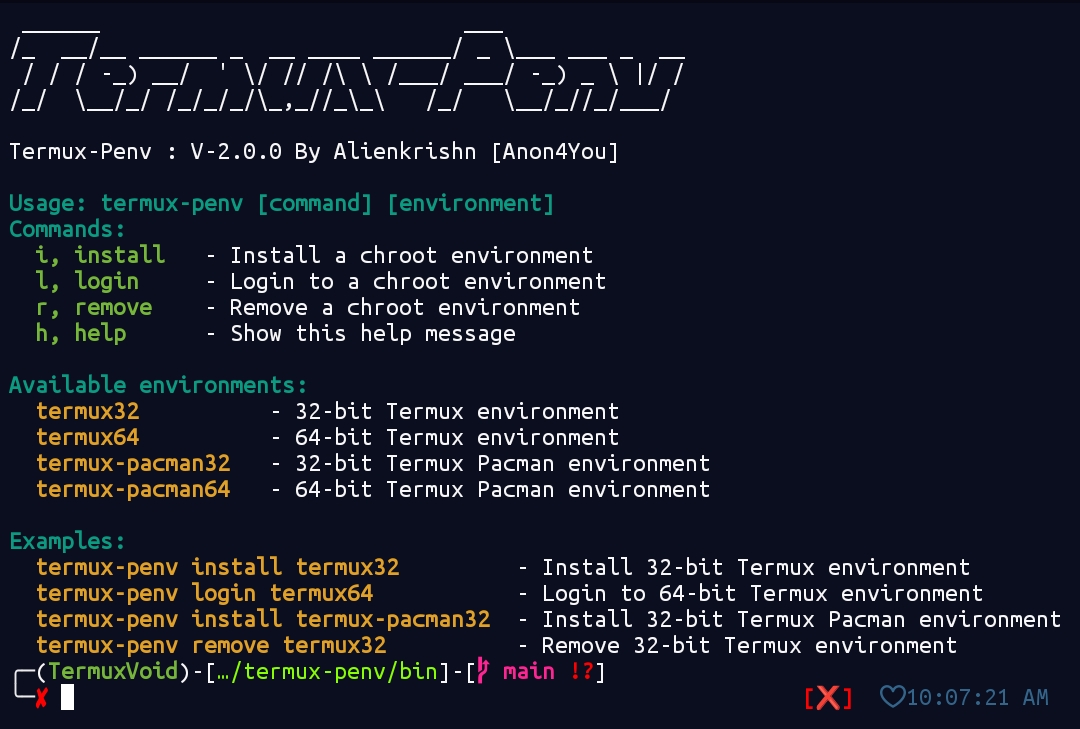 Termux-Penv
Termux-Penv : V-2.0.0 By Alienkrishn [Anon4You]
Usage: termux-penv [command] [environment]
Commands:
i, install - Install a chroot environment
l, login - Login to a chroot environment
r, remove - Remove a chroot environment
h, help - Show this help message
Available environments:
termux32 - 32-bit Termux environment
termux64 - 64-bit Termux environment
termux-pacman32 - 32-bit Termux Pacman environment
termux-pacman64 - 64-bit Termux Pacman environment
Examples:
termux-penv install termux32 - Install 32-bit Termux environment
termux-penv login termux64 - Login to 64-bit Termux environment
termux-penv install termux-pacman32 - Install 32-bit Termux Pacman environment
termux-penv remove termux32 - Remove 32-bit Termux environment
(TermuxVoid)-[…/termux-penv/bin]-[ main !?]
✗ [❌] ♡10:07:21 AM